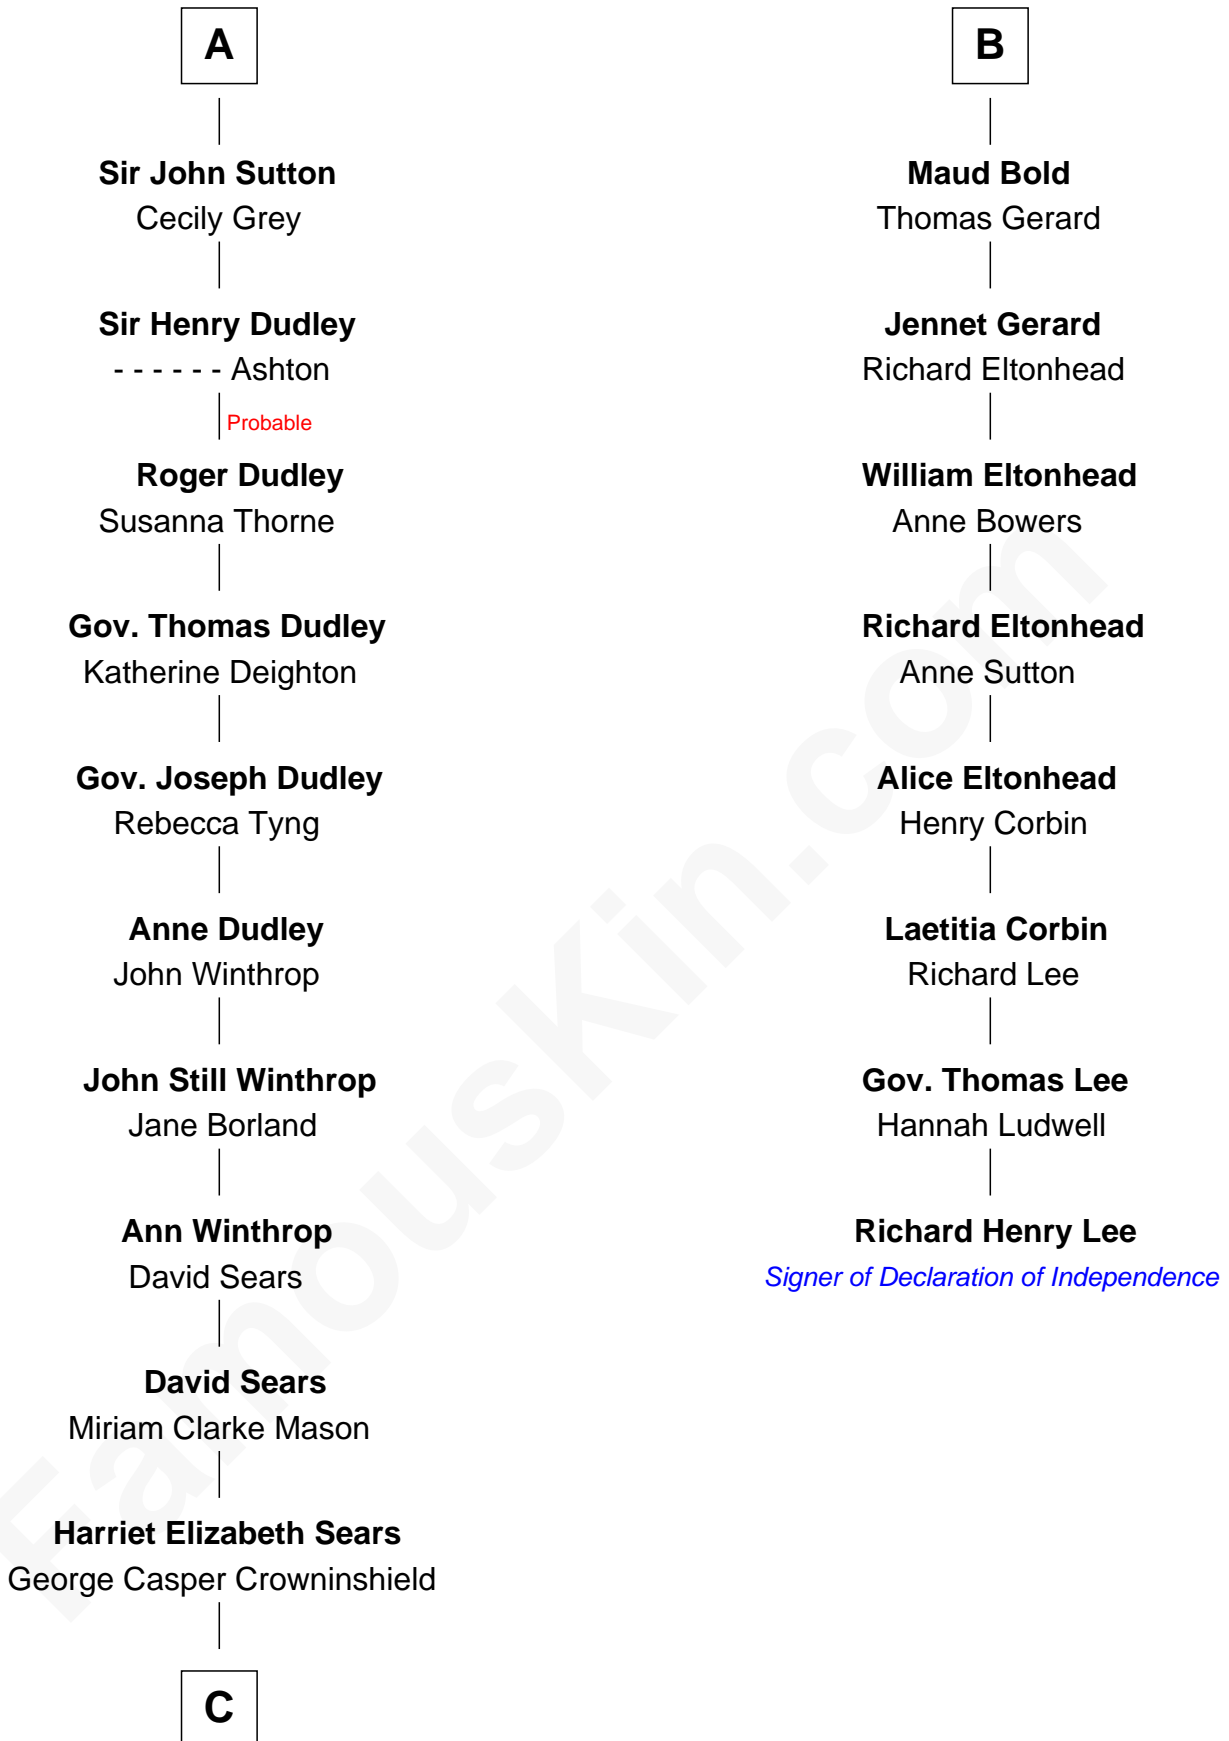 A
Sir John Sutton
Cecily Grey
Sir Henry Dudley
- - - - - - Ashton
Probable
Roger Dudley
Susanna Thorne
Gov. Thomas Dudley
Katherine Deighton
Gov. Joseph Dudley
Rebecca Tyng
Anne Dudley
John Winthrop
John Still Winthrop
Jane Borland
Ann Winthrop
David Sears
David Sears
Miriam Clarke Mason
Harriet Elizabeth Sears
George Casper Crowninshield
C
B
Maud Bold
Thomas Gerard
Jennet Gerard
Richard Eltonhead
William Eltonhead
Anne Bowers
Richard Eltonhead
Anne Sutton
Alice Eltonhead
Henry Corbin
Laetitia Corbin
Richard Lee
Gov. Thomas Lee
Hannah Ludwell
Richard Henry Lee
Signer of Declaration of Independence
FamousKin.com